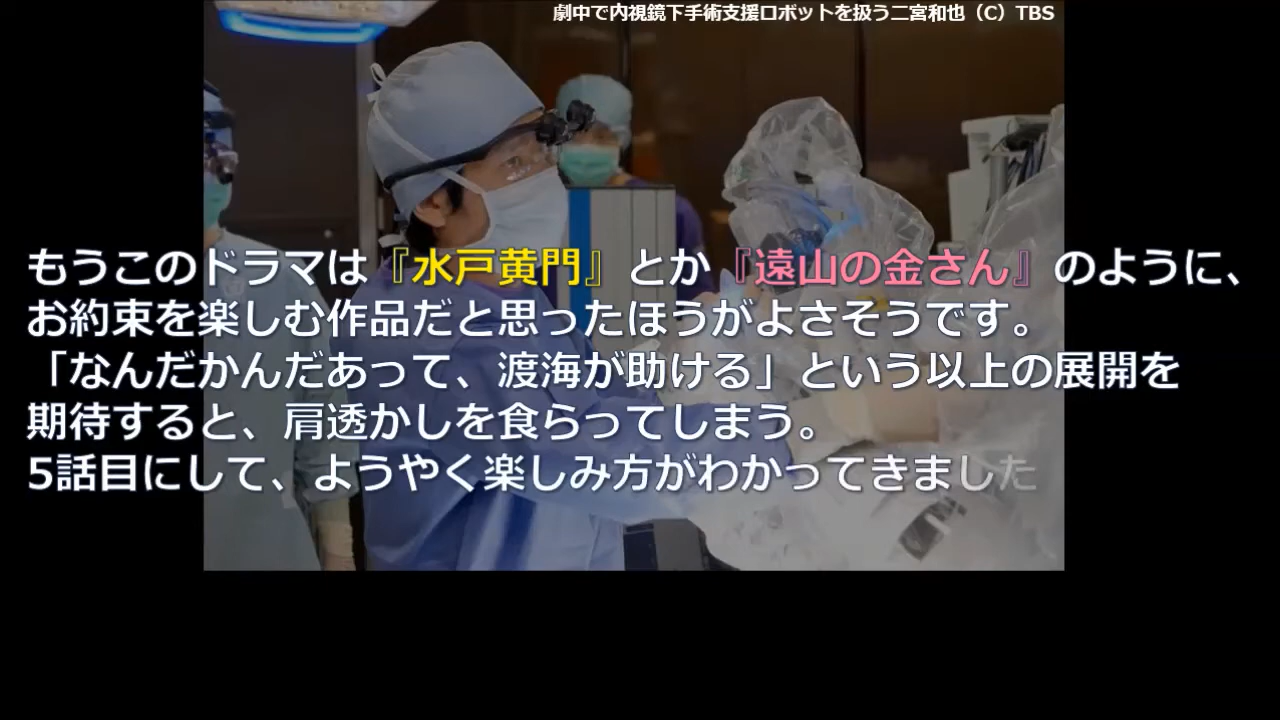 劇中で内視鏡下手術支援ロボットを扱う二宮和也（C）TBS
もうこのドラマは『水戸黄門』とか『遠山の金さん』のように、
お約束を楽しむ作品だと思ったほうがよさそうです。
「なんだかんだあって、渡海が助ける」という以上の展開を
期待すると、肩透かしを食らってしまう。
5話目にして、ようやく楽しみ方がわかってきました